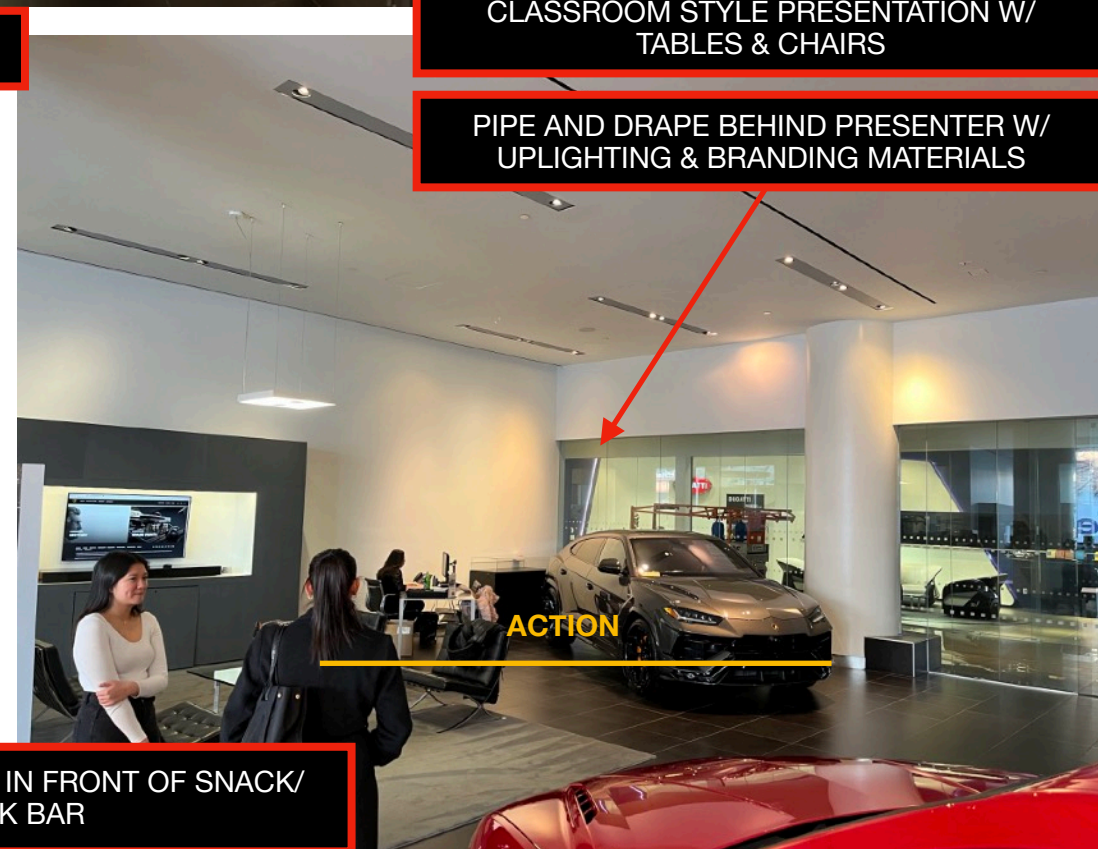 CLASSROOM STYLE PRESENTATION W/
TABLES & CHAIRS
PIPE AND DRAPE BEHIND PRESENTER W/
UPLIGHTING & BRANDING MATERIALS
BUGATTI
ACTION
IN FRONT OF SNACK/
K BAR